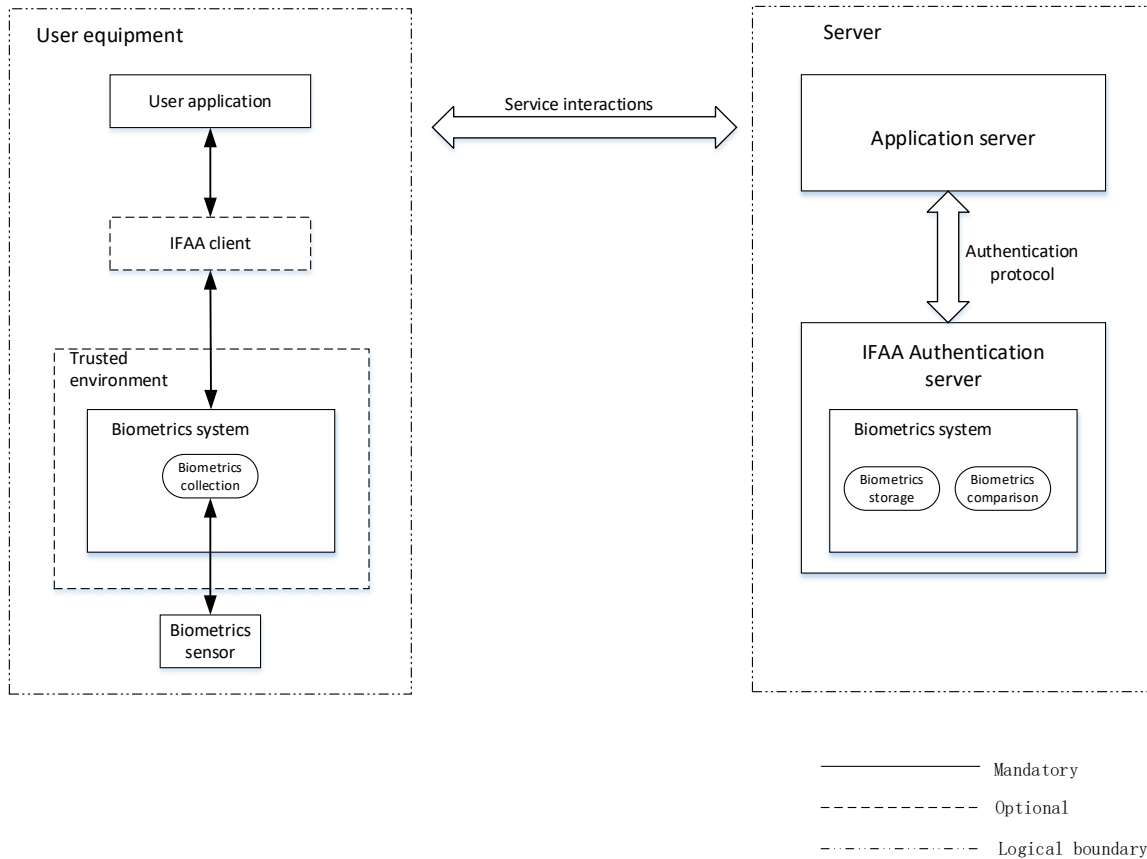 User equipment
User application
IFAA client
Trusted
environment
Biometrics system
Biometrics
collection
Biometrics
sensor
Service interactions
Server
Application server
Authentication
protocol
IFAA Authentication
server
Biometrics system
Biometrics
storage
Biometrics
comparison
Mandatory
Optional
Logical boundary